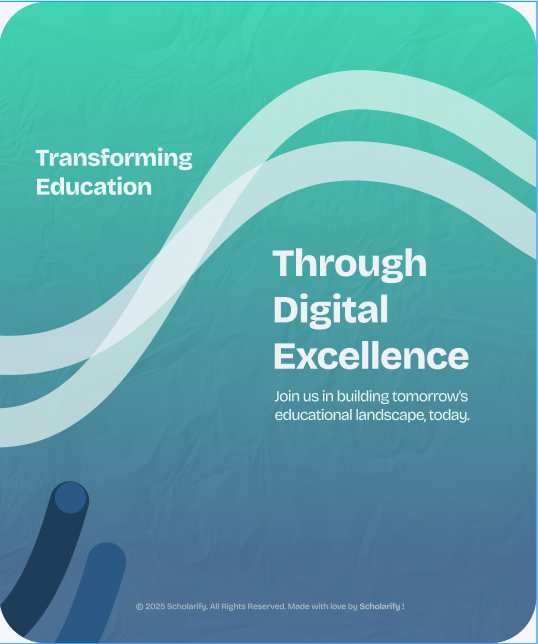 Transforming
Education
Through
Digital
Excellence
Join us in building tomorrow's
educational landscape, today.
© 2025 Scholarify. All Rights Reserved. Made with love by Scholarify !